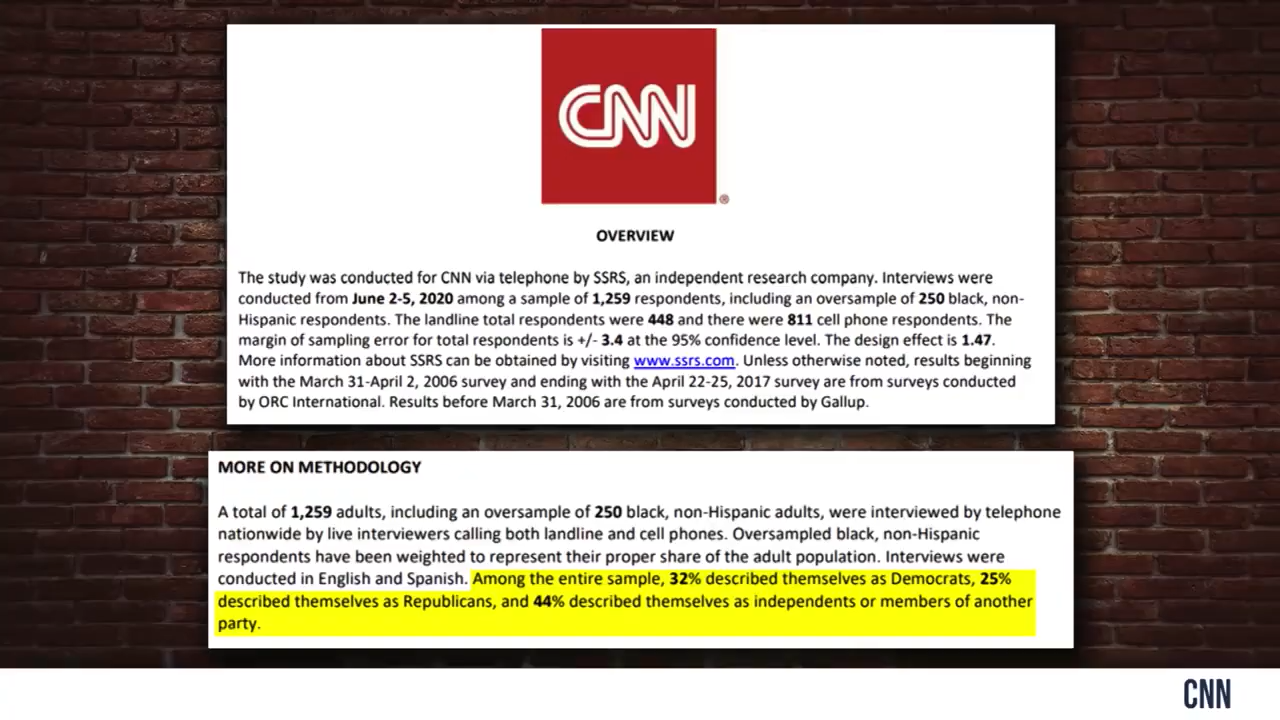 CNN
®
OVERVIEW
The study was conducted for CNN via telephone by SSRS, an independent research company. Interviews were
conducted from June 2-5, 2020 among a sample of 1,259 respondents, including an oversample of 250 black, non-
Hispanic respondents. The landline total respondents were 448 and there were 811 cell phone respondents. The
margin of sampling error for total respondents is +/- 3.4 at the 95% confidence level. The design effect is 1.47.
More information about SSRS can be obtained by visiting www.ssrs.com. Unless otherwise noted, results beginning
with the March 31-April 2, 2006 survey and ending with the April 22-25, 2017 survey are from surveys conducted
by ORC International. Results before March 31, 2006 are from surveys conducted by Gallup.
MORE ON METHODOLOGY
A total of 1,259 adults, including an oversample of 250 black, non-Hispanic adults, were interviewed by telephone
nationwide by live interviewers calling both landline and cell phones. Oversampled black, non-Hispanic
respondents have been weighted to represent their proper share of the adult population. Interviews were
conducted in English and Spanish. Among the entire sample, 32% described themselves as Democrats, 25%
described themselves as Republicans, and 44% described themselves as independents or members of another
party.
CNN